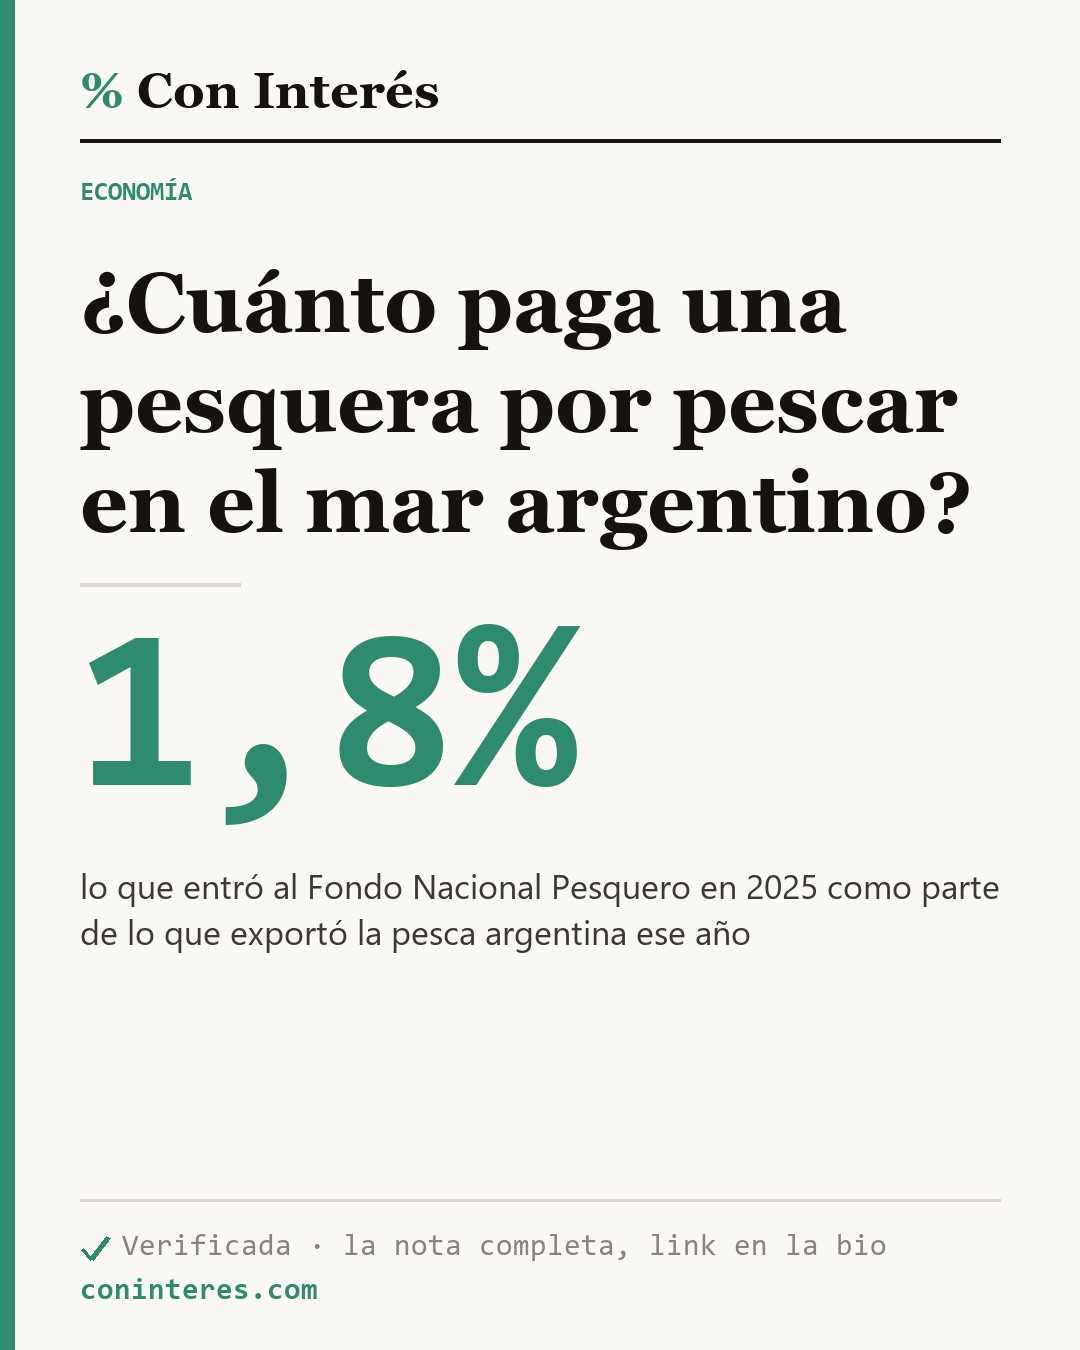 % Con Interés
ECONOMÍA
¿Cuánto paga una
pesquera por pescar
en el mar argentino?
1,8%
lo que entró al Fondo Nacional Pesquero en 2025 como parte
de lo que exportó la pesca argentina ese año
✓ Verificada · la nota completa, link en la bio
coninteres.com